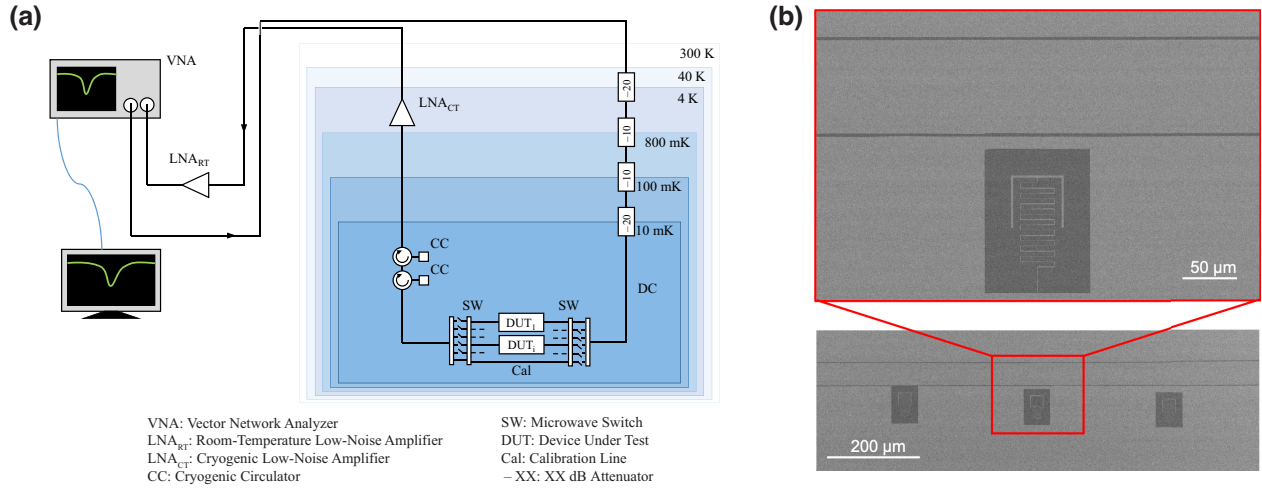 (a)
(b)
VNA
300 K
40 K
4 K
−20
LNA_CT
−10
800 mK
LNA_RT
−10
100 mK
−20
10 mK
CC
CC
DC
SW
SW
DUT_1
DUT_i
Cal
50 µm
200 µm
VNA: Vector Network Analyzer
LNA_RT: Room-Temperature Low-Noise Amplifier
LNA_CT: Cryogenic Low-Noise Amplifier
CC: Cryogenic Circulator
SW: Microwave Switch
DUT: Device Under Test
Cal: Calibration Line
– XX: XX dB Attenuator